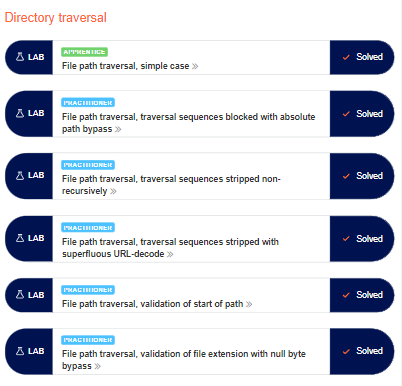 Directory traversal
APPRENTICE
LAB
File path traversal, simple case »
Solved
PRACTITIONER
LAB
File path traversal, traversal sequences blocked with absolute
path bypass »
Solved
PRACTITIONER
LAB
File path traversal, traversal sequences stripped non-
recursively »
Solved
PRACTITIONER
LAB
File path traversal, traversal sequences stripped with
superfluous URL-decode »
Solved
PRACTITIONER
LAB
File path traversal, validation of start of path »
Solved
PRACTITIONER
LAB
File path traversal, validation of file extension with null byte
bypass »
Solved